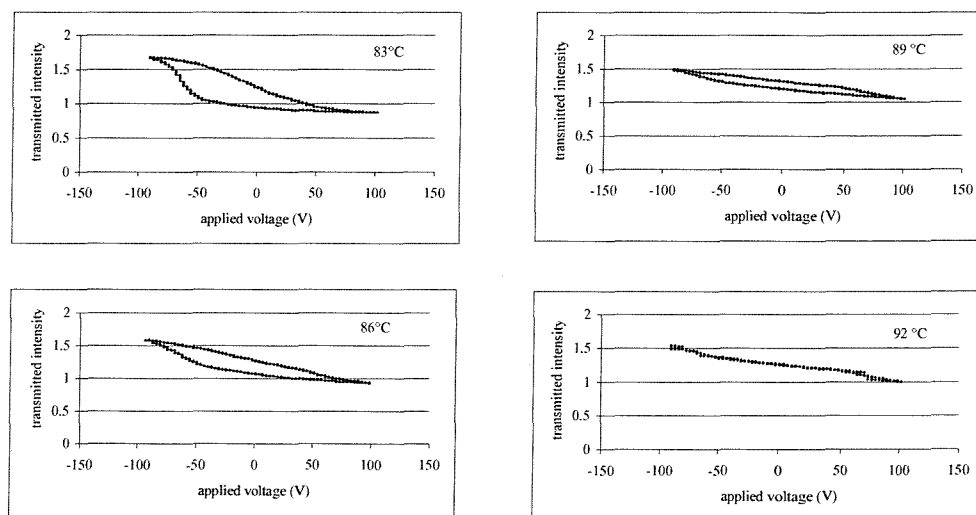 83°C
transmitted intensity
2
1.5
1
0.5
0
-150 -100 -50 0 50 100 150
applied voltage (V)
89 °C
transmitted intensity
2
1.5
1
0.5
0
-150 -100 -50 0 50 100 150
applied voltage (V)
86°C
transmitted intensity
2
1.5
1
0.5
0
-150 -100 -50 0 50 100 150
applied voltage (V)
92 °C
transmitted intensity
2
1.5
1
0.5
0
-150 -100 -50 0 50 100 150
applied voltage (V)